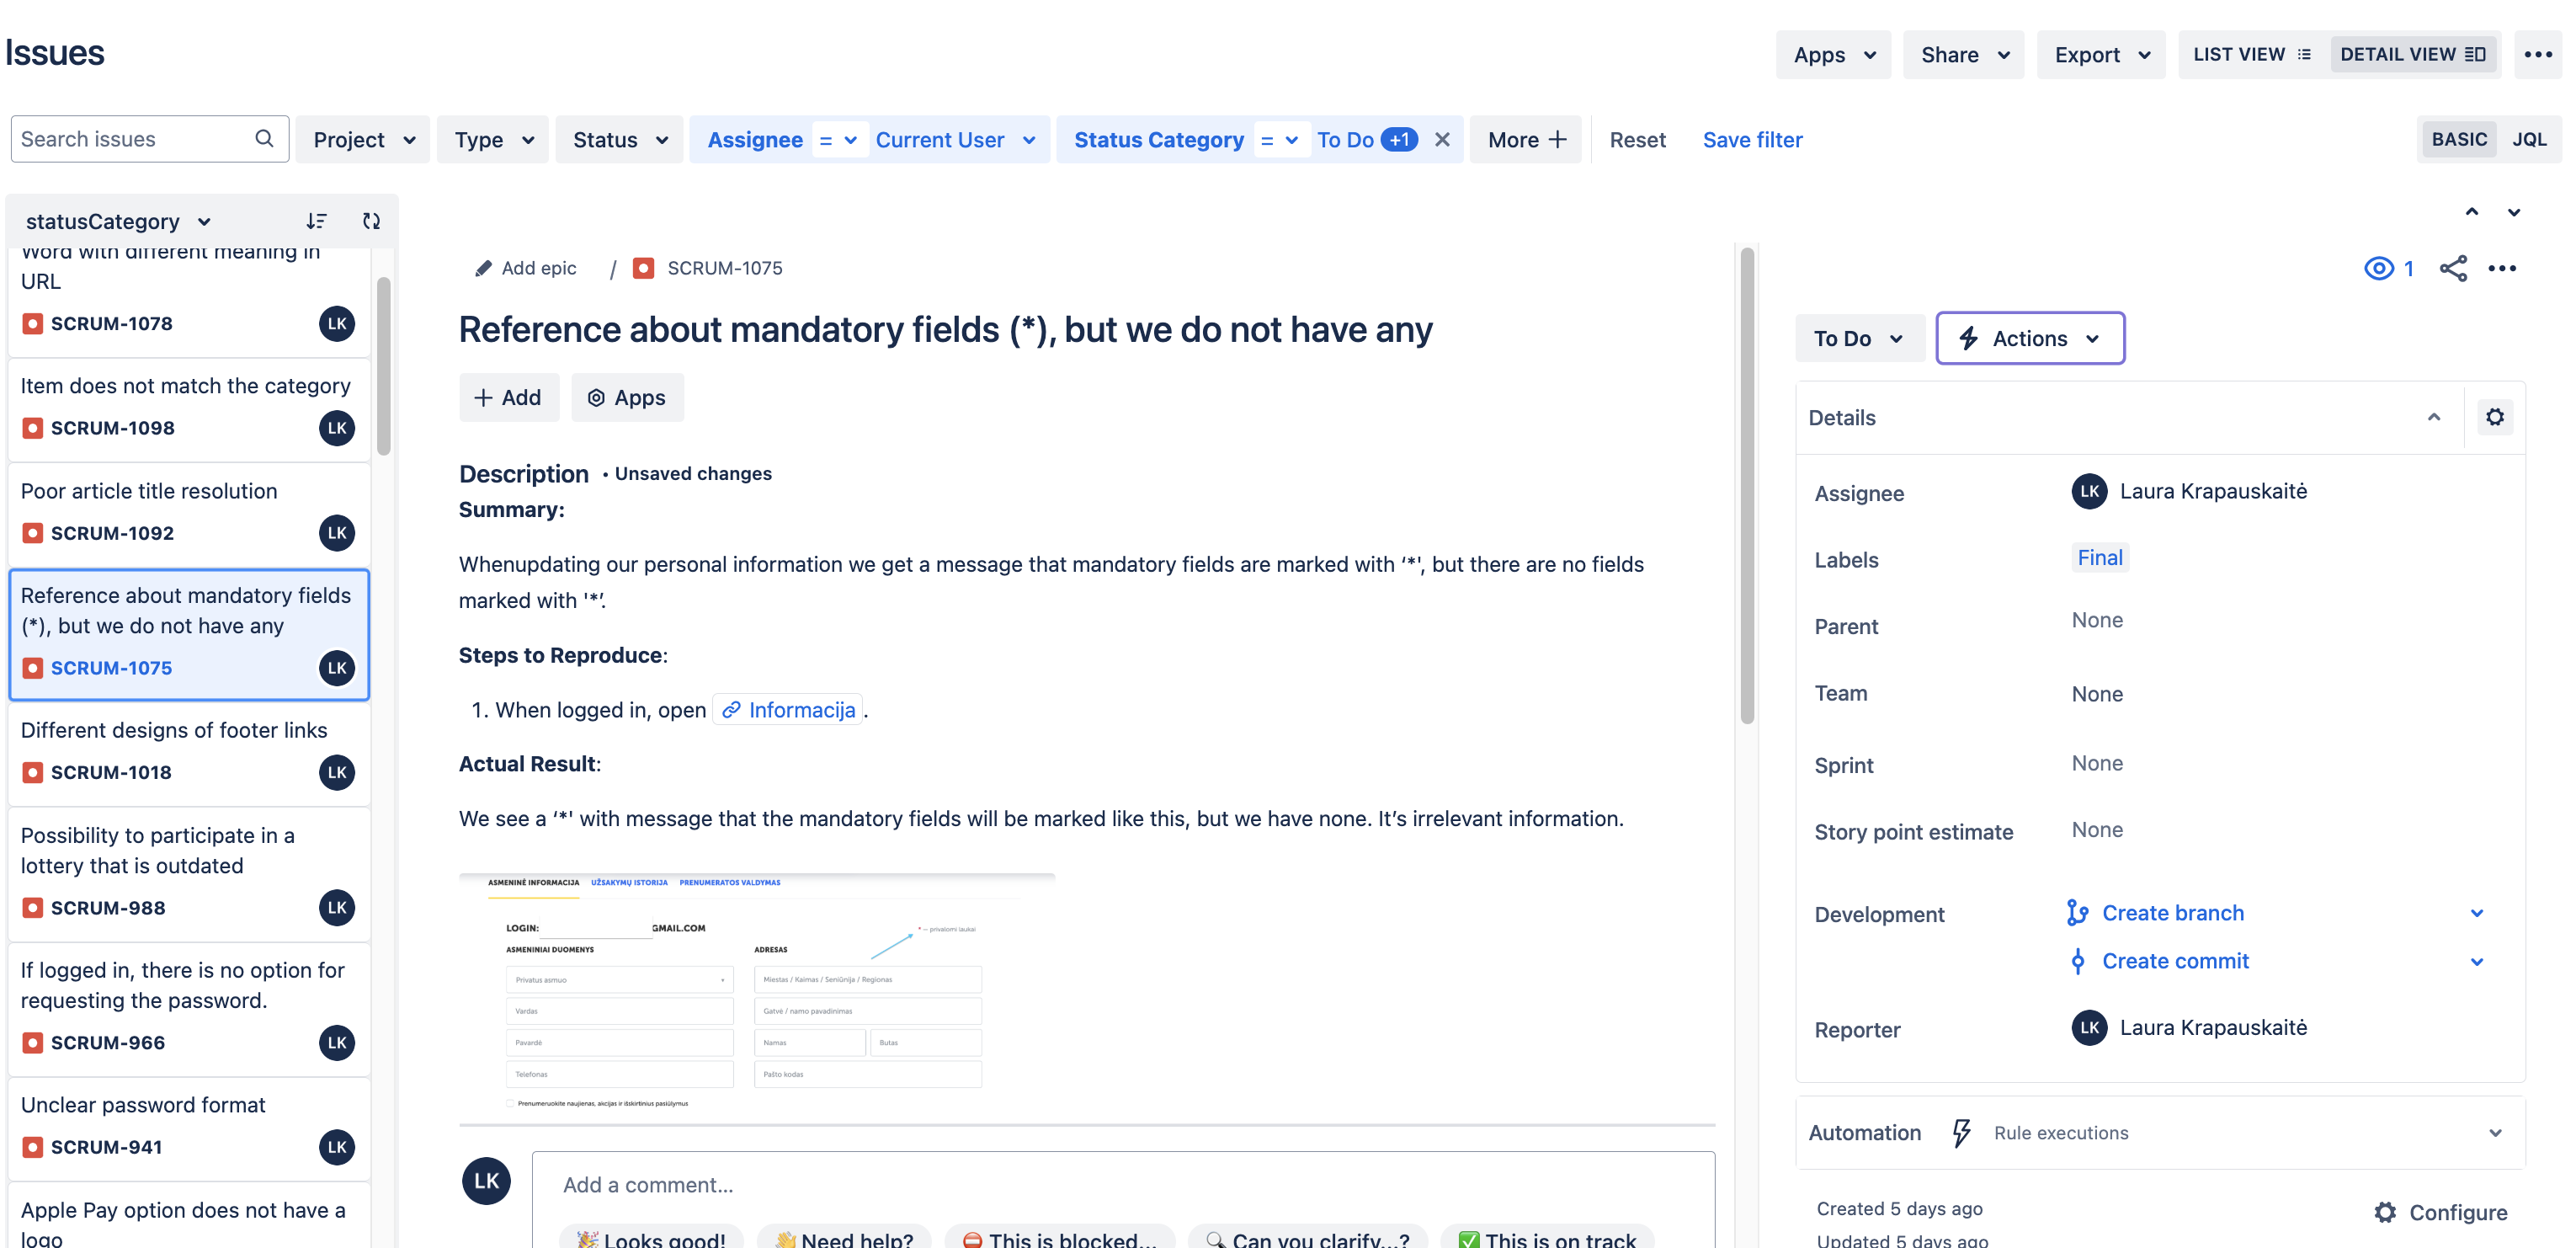 Issues
Apps
Share
Export
LIST VIEW
DETAIL VIEW
Search issues
Project
Type
Status
Assignee = Current User
Status Category = To Do +1
More
Reset
Save filter
BASIC
JQL
statusCategory
Word with different meaning in
URL
SCRUM-1078
LK
Item does not match the category
SCRUM-1098
LK
Poor article title resolution
SCRUM-1092
LK
Reference about mandatory fields
(*), but we do not have any
SCRUM-1075
LK
Different designs of footer links
SCRUM-1018
LK
Possibility to participate in a
lottery that is outdated
SCRUM-988
LK
If logged in, there is no option for
requesting the password.
SCRUM-966
LK
Unclear password format
SCRUM-941
LK
Apple Pay option does not have a
logo
Add epic / SCRUM-1075
Reference about mandatory fields (*), but we do not have any
Add
Apps
Description • Unsaved changes
Summary:
Whenupdating our personal information we get a message that mandatory fields are marked with ‘*', but there are no fields
marked with '*’.
Steps to Reproduce:
1. When logged in, open Informacija.
Actual Result:
We see a ‘*' with message that the mandatory fields will be marked like this, but we have none. It’s irrelevant information.
ASMENINĖ INFORMACIJA
UŽSAKYMŲ ISTORIJA
PRENUMERATOS VALDYMAS
LOGIN: GMAIL.COM
* – privalomi laukai
ASMENINIAI DUOMENYS
ADRESAS
Privatus asmuo
Miestas / Kaimas / Seniūnija / Regionas
Vardas
Gatvė / namo pavadinimas
Pavardė
Namas
Butas
Telefonas
Pašto kodas
Prenumeruokite naujienas, akcijas ir išskirtinius pasiūlymus
LK
Add a comment...
Looks good!
Need help?
This is blocked...
Can you clarify...?
This is on track
1
To Do
Actions
Details
Assignee
LK Laura Krapauskaitė
Labels
Final
Parent
None
Team
None
Sprint
None
Story point estimate
None
Development
Create branch
Create commit
Reporter
LK Laura Krapauskaitė
Automation
Rule executions
Created 5 days ago
Updated 5 days ago
Configure